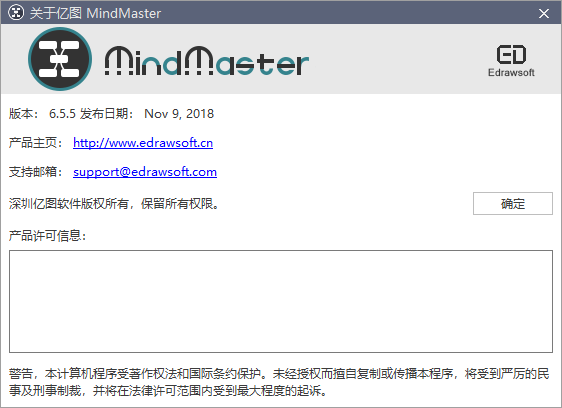 关于亿图 MindMaster
MindMaster
ED
Edrawsoft
版本： 6.5.5 发布日期： Nov 9, 2018
产品主页： http://www.edrawsoft.cn
支持邮箱： support@edrawsoft.com
深圳亿图软件版权所有，保留所有权限。
确定
产品许可信息：
警告，本计算机程序受著作权法和国际条约保护。未经授权而擅自复制或传播本程序，将受到严厉的民
事及刑事制裁，并将在法律许可范围内受到最大程度的起诉。